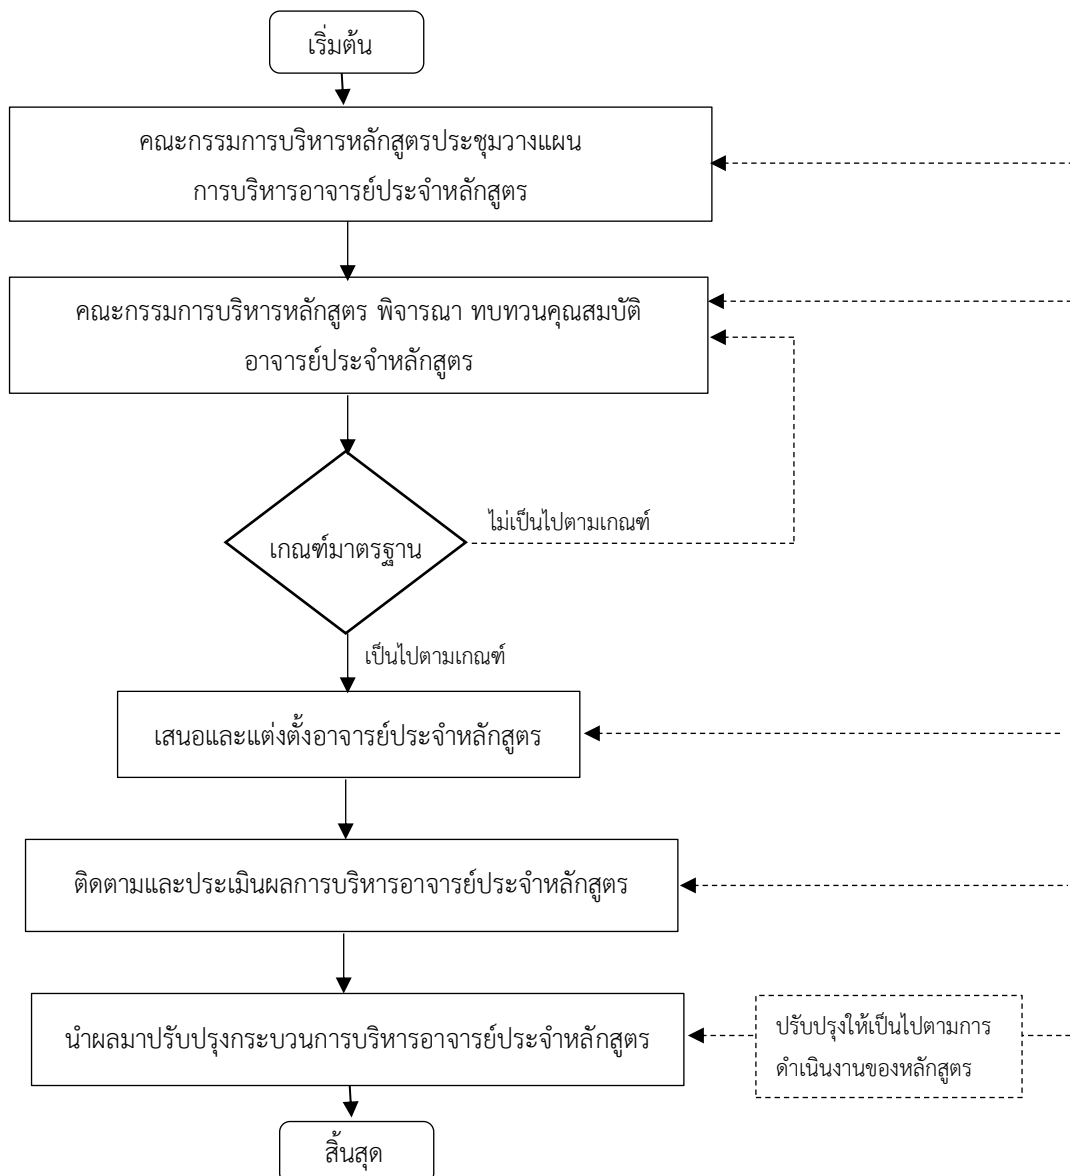 เริ่มต้น
คณะกรรมการบริหารหลักสูตรประชุมวางแผน
การบริหารอาจารย์ประจำหลักสูตร
คณะกรรมการบริหารหลักสูตร พิจารณา ทบทวนคุณสมบัติ
อาจารย์ประจำหลักสูตร
ไม่เป็นไปตามเกณฑ์
เกณฑ์มาตรฐาน
เป็นไปตามเกณฑ์
เสนอและแต่งตั้งอาจารย์ประจำหลักสูตร
ติดตามและประเมินผลการบริหารอาจารย์ประจำหลักสูตร
นำผลมาปรับปรุงกระบวนการบริหารอาจารย์ประจำหลักสูตร
ปรับปรุงให้เป็นไปตามการ
ดำเนินงานของหลักสูตร
สิ้นสุด